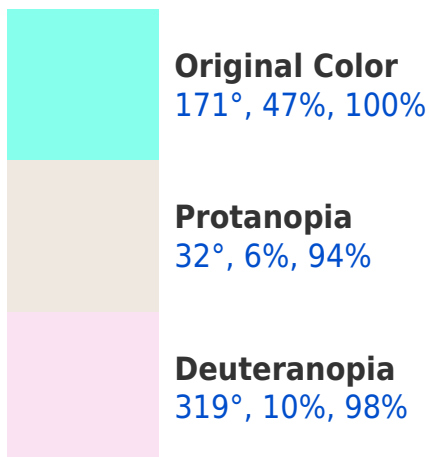 Original Color
171°, 47%, 100%
Protanopia
32°, 6%, 94%
Deuteranopia
319°, 10%, 98%